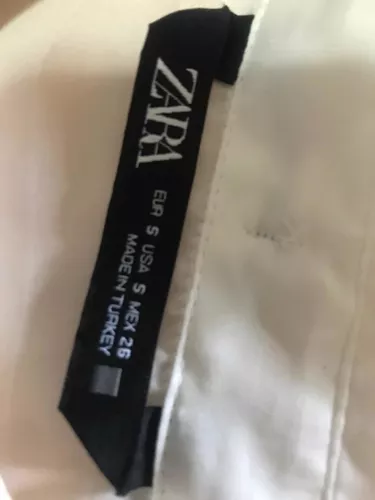 ZARA
EUR S USA S MEX 26
MADE IN TURKEY